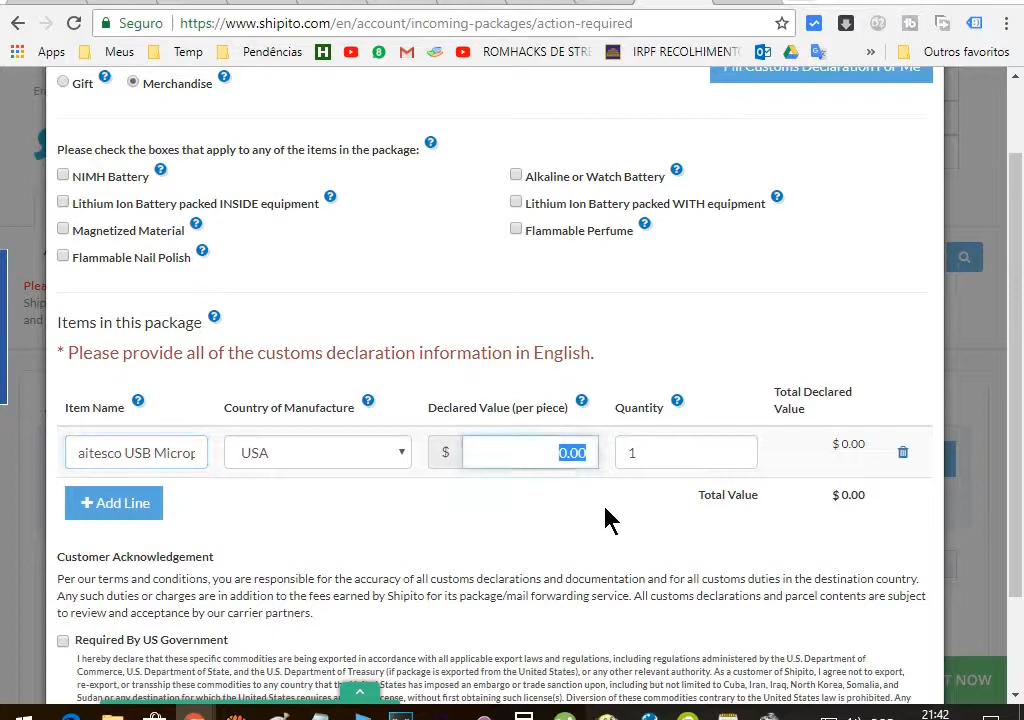 Seguro https://www.shipito.com/en/account/incoming-packages/action-required
Apps Meus Temp Pendências H ROMHACKS DE STRE IRPF RECOLHIMENT » Outros favoritos
Gift Merchandise
Fill Customs Declaration For Me
Please check the boxes that apply to any of the items in the package:
NIMH Battery Alkaline or Watch Battery
Lithium Ion Battery packed INSIDE equipment Lithium Ion Battery packed WITH equipment
Magnetized Material Flammable Perfume
Flammable Nail Polish
Plea
Ship
and
Items in this package
* Please provide all of the customs declaration information in English.
Item Name Country of Manufacture Declared Value (per piece) Quantity Total Declared Value
aitesco USB Microp USA $ 0.00 1 $ 0.00
+ Add Line Total Value $ 0.00
Customer Acknowledgement
Per our terms and conditions, you are responsible for the accuracy of all customs declarations and documentation and for all customs duties in the destination country.
Any such duties or charges are in addition to the fees earned by Shipito for its package/mail forwarding service. All customs declarations and parcel contents are subject
to review and acceptance by our carrier partners.
Required By US Government
I hereby declare that these specific commodities are being exported in accordance with all applicable export laws and regulations, including regulations administered by the U.S. Department of
Commerce, U.S. Department of State, and the U.S. Department of Treasury (if package is exported from the United States), or any other relevant authority. As a customer of Shipito, I agree not to export,
re-export, or transship these commodities to any country that the United States has imposed an embargo or trade sanction upon, including but not limited to Cuba, Iran, Iraq, North Korea, Somalia, and
T NOW
21:42